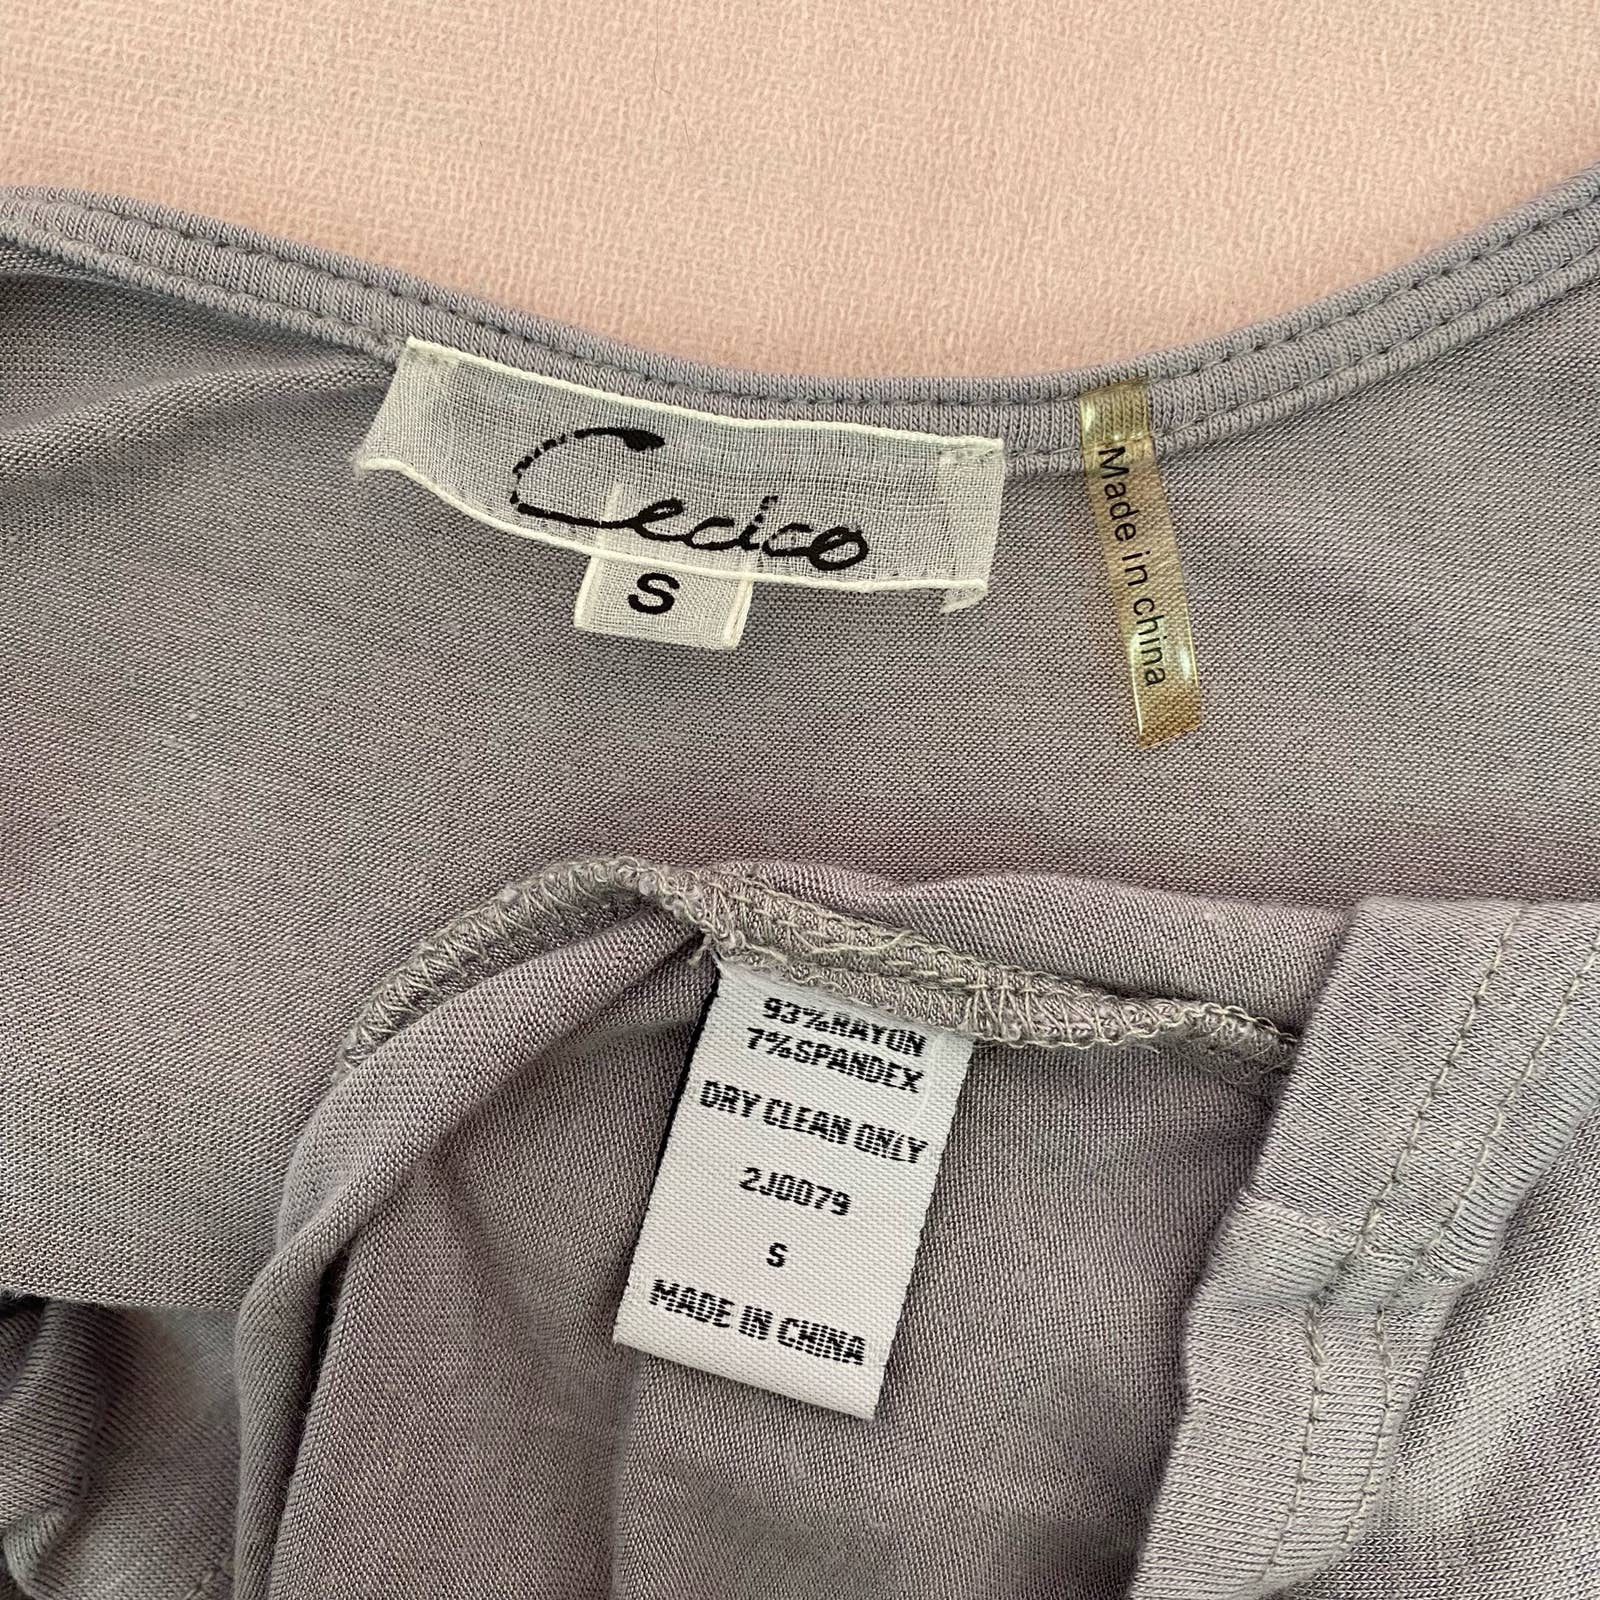 Cecico
S
Made in china
93%RAYON
7%SPANDEX
DRY CLEAN ONLY
2J0079
S
MADE IN CHINA